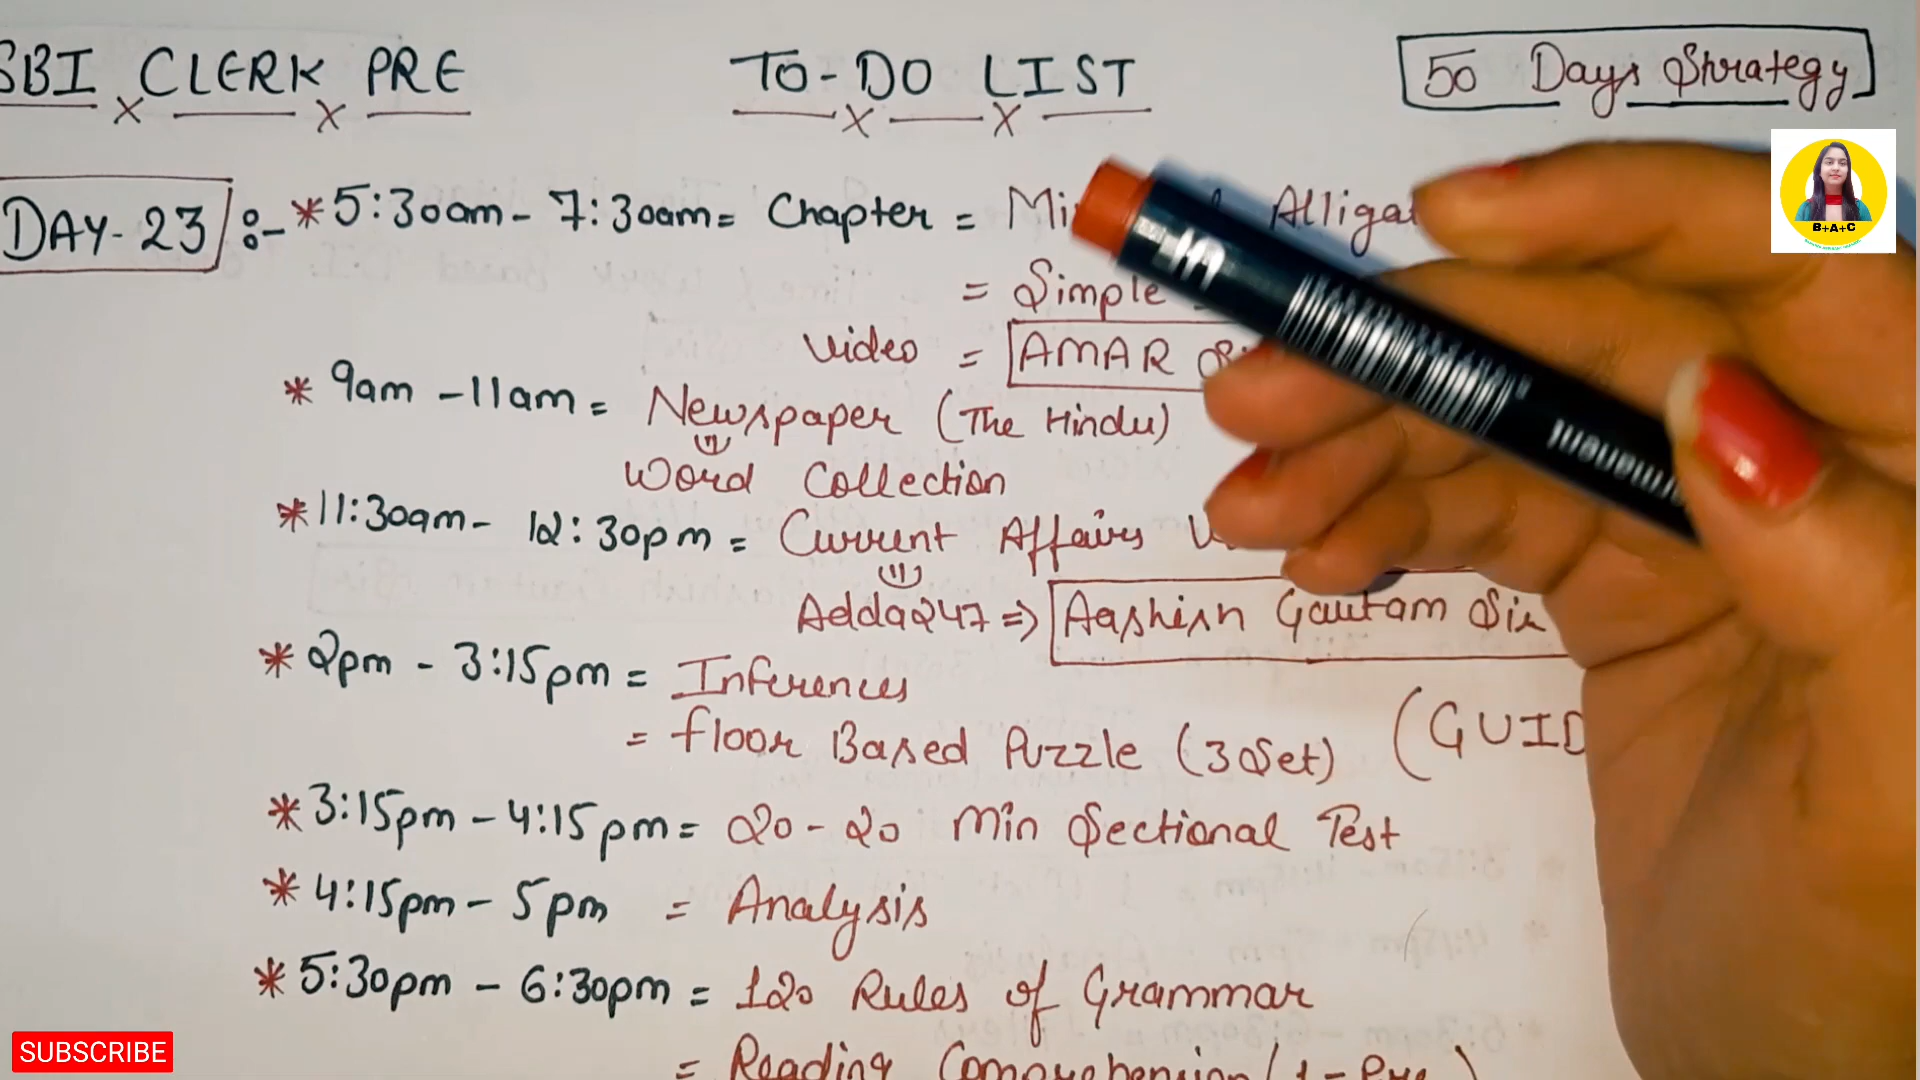 SBI CLERK PRE
TO-DO LIST
50 Days Strategy
DAY-23 :- *5:30am - 7:30am = Chapter =
= Simple
Video = AMAR
* 9am - 11am = Newspaper (The Hindu)
Word Collection
*11:30am - 12:30pm = Current Affairs
Adda247 => Aashish Gautam Sir
*2pm - 3:15pm = Inferences
= Floor Based Puzzle (3 Set)
*3:15pm - 4:15pm = 20-20 Min Sectional Test
*4:15pm - 5pm = Analysis
*5:30pm - 6:30pm = 120 Rules of Grammar
= Reading Comprehension
B+A+C
SUBSCRIBE